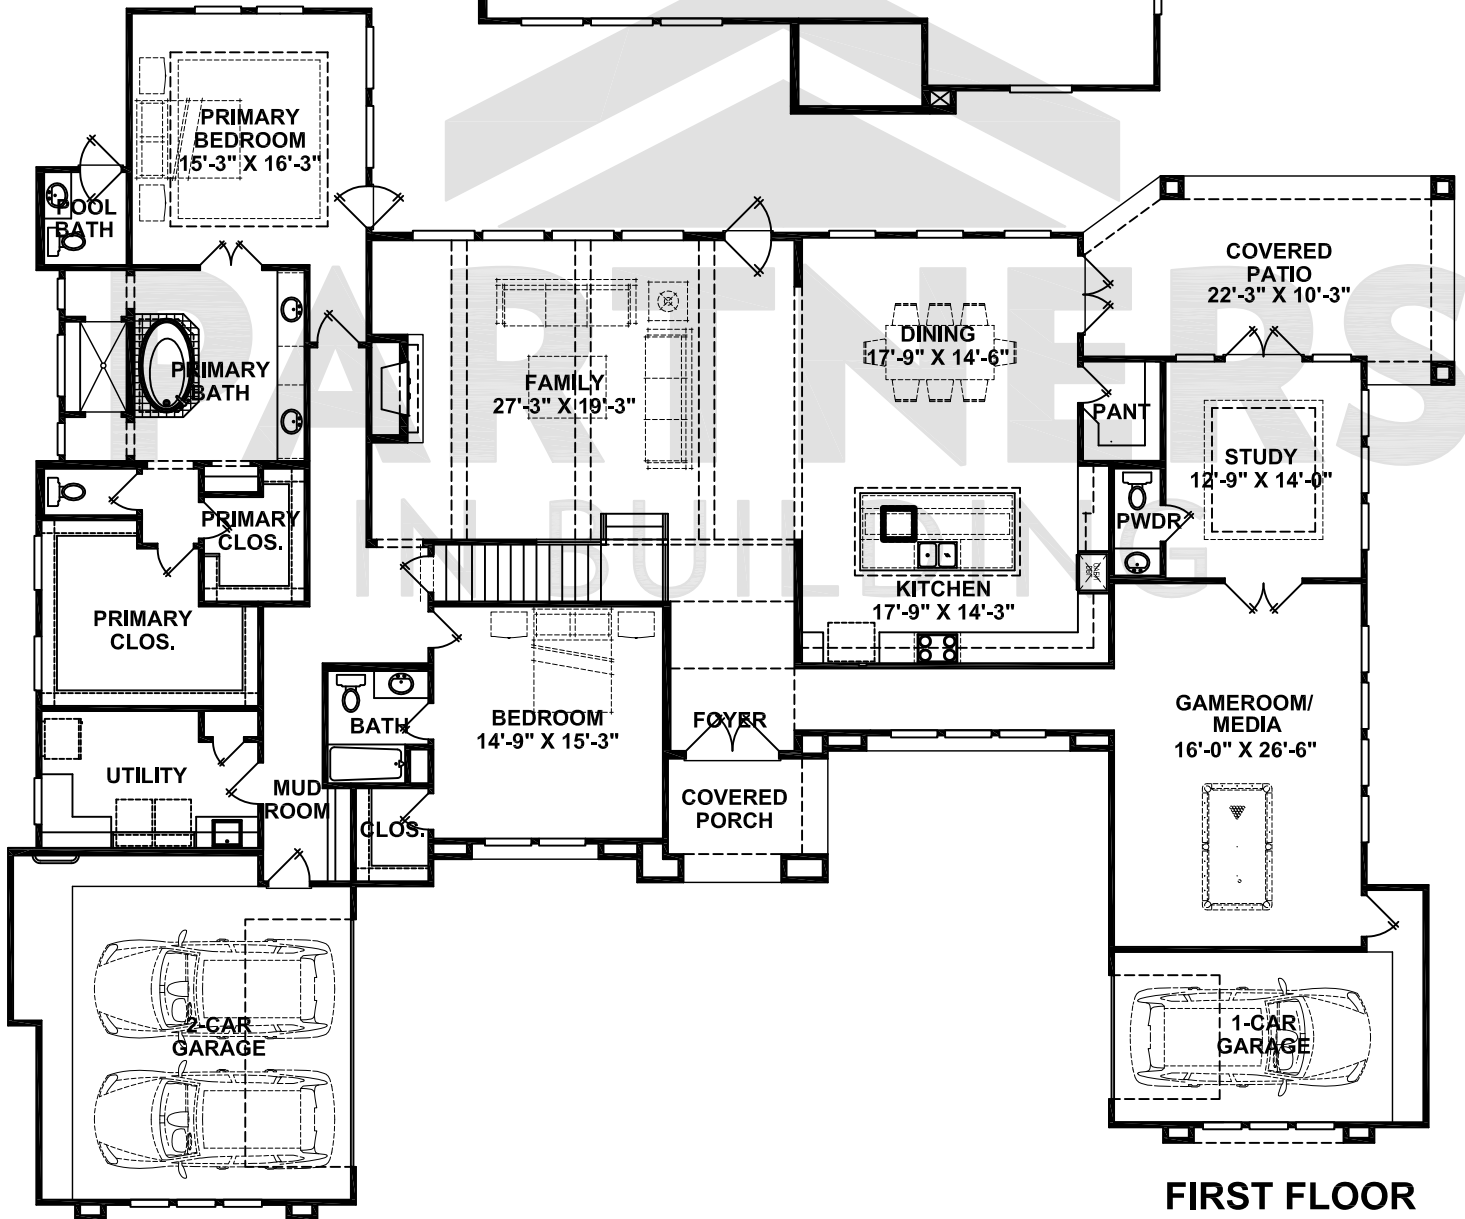 PRIMARY
BEDROOM
15'-3" X 16'-3"
POOL
BATH
PRIMARY
BATH
FAMILY
27'-3" X 19'-3"
DINING
17'-9" X 14'-6"
COVERED
PATIO
22'-3" X 10'-3"
PANT
STUDY
12'-9" X 14'-0"
PWDR
PRIMARY
CLOS.
PRIMARY
CLOS.
KITCHEN
17'-9" X 14'-3"
BATH
BEDROOM
14'-9" X 15'-3"
FOYER
GAMEROOM/
MEDIA
16'-0" X 26'-6"
UTILITY
MUD
ROOM
CLOS.
COVERED
PORCH
2-CAR
GARAGE
1-CAR
GARAGE
FIRST FLOOR
PARTNERS
IN BUILDING